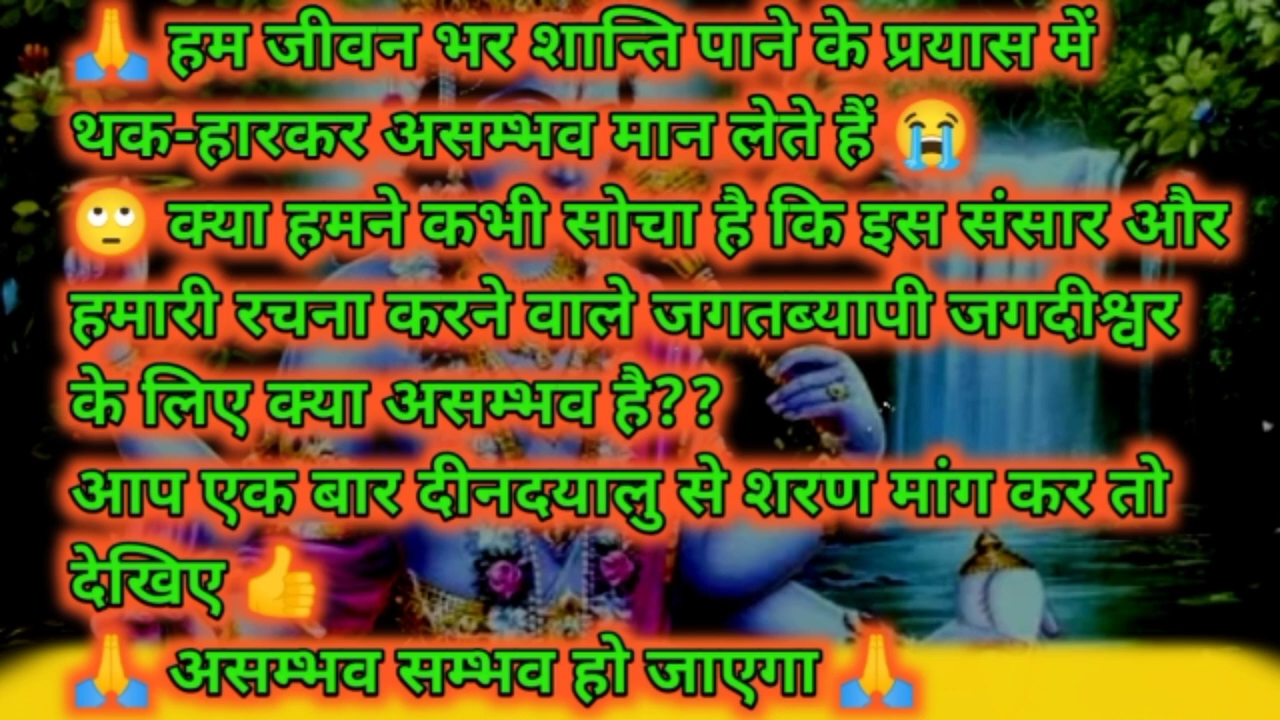 🙏 हम जीवन भर शान्ति पाने के प्रयास में
थक-हारकर असम्भव मान लेते हैं 😭
🙄 क्या हमने कभी सोचा है कि इस संसार और
हमारी रचना करने वाले जगतब्यापी जगदीश्वर
के लिए क्या असम्भव है??
आप एक बार दीनदयालु से शरण मांग कर तो
देखिए 👍
🙏 असम्भव सम्भव हो जाएगा 🙏